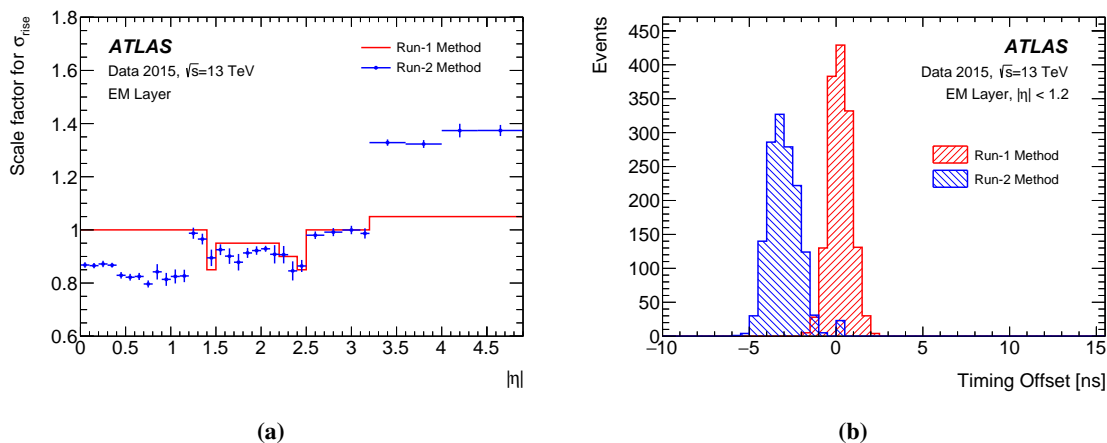 Scale factor for σrise
1.8
1.6
1.4
1.2
1
0.8
0.6
ATLAS
Data 2015, √s=13 TeV
EM Layer
Run-1 Method
Run-2 Method
0 0.5 1 1.5 2 2.5 3 3.5 4 4.5
|η|
(a)
Events
450
400
350
300
250
200
150
100
50
0
ATLAS
Data 2015, √s=13 TeV
EM Layer, |η| < 1.2
Run-1 Method
Run-2 Method
−10 −5 0 5 10 15
Timing Offset [ns]
(b)